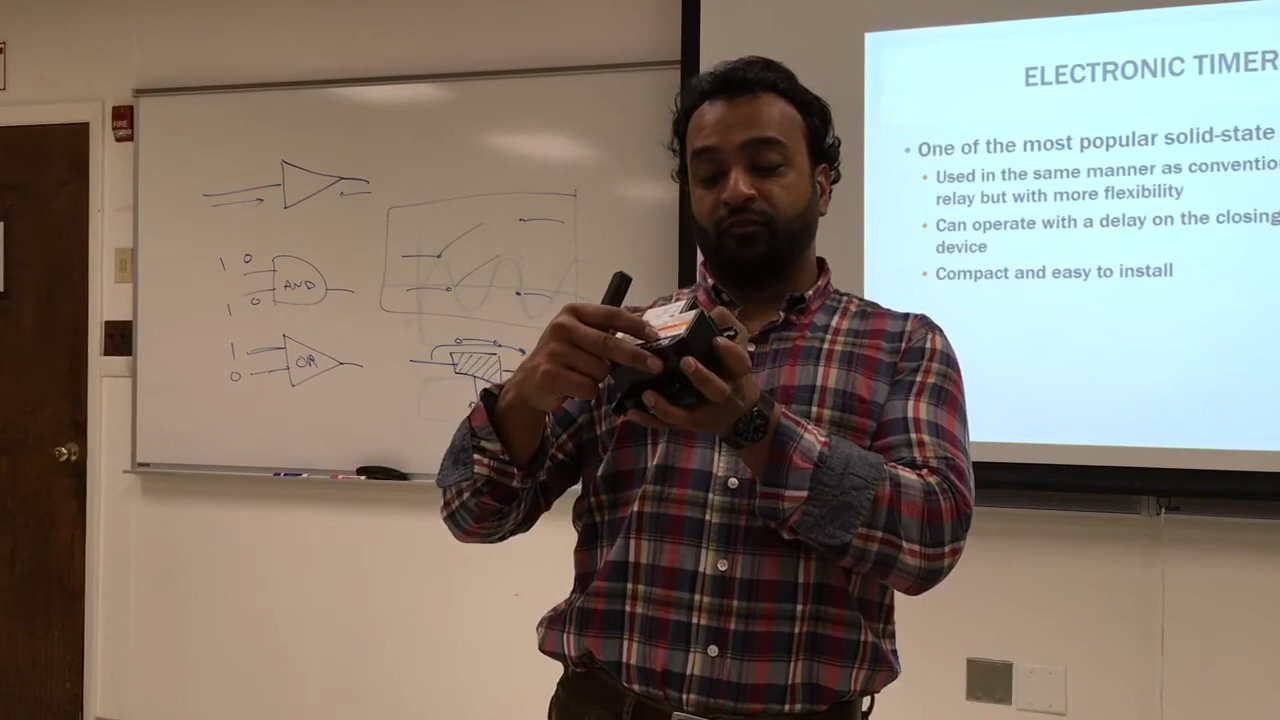 FIRE
1 0
AND
1 0
1
OR
0
ELECTRONIC TIMER
• One of the most popular solid-state
• Used in the same manner as convention
relay but with more flexibility
• Can operate with a delay on the closing
device
• Compact and easy to install